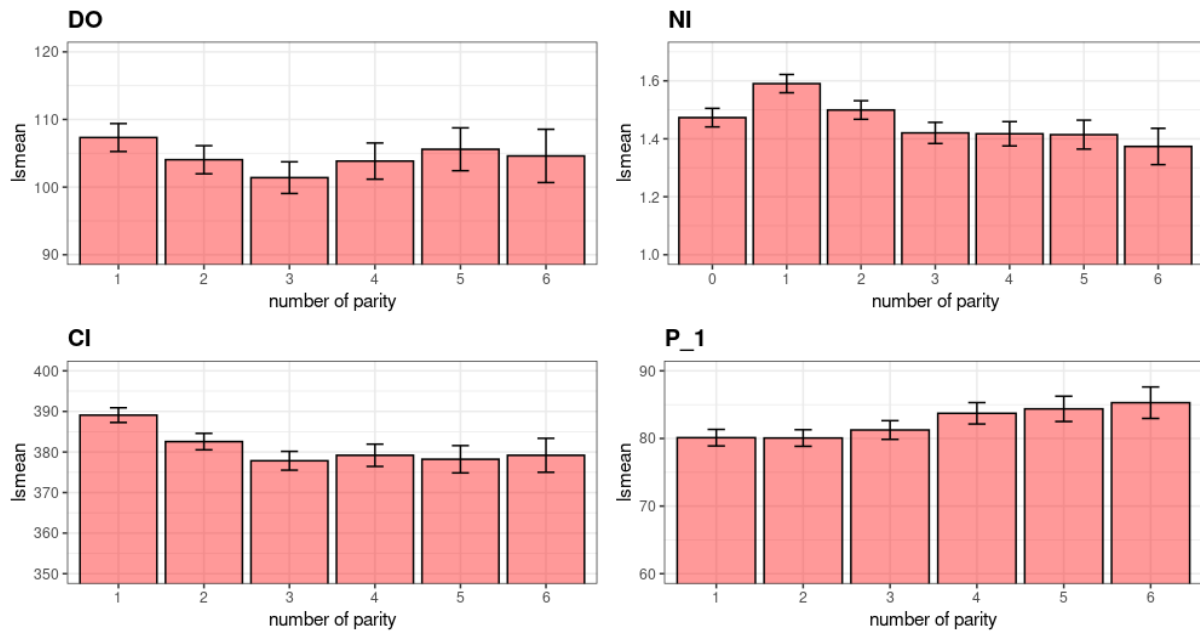 DO
120
110
100
90
lsmean
1 2 3 4 5 6
number of parity
NI
1.6
1.4
1.2
1.0
lsmean
0 1 2 3 4 5 6
number of parity
CI
400
390
380
370
360
350
lsmean
1 2 3 4 5 6
number of parity
P_1
90
80
70
60
lsmean
1 2 3 4 5 6
number of parity